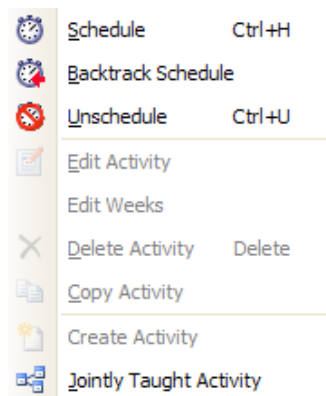 Schedule Ctrl+H
Backtrack Schedule
Unschedule Ctrl+U
Edit Activity
Edit Weeks
Delete Activity Delete
Copy Activity
Create Activity
Jointly Taught Activity